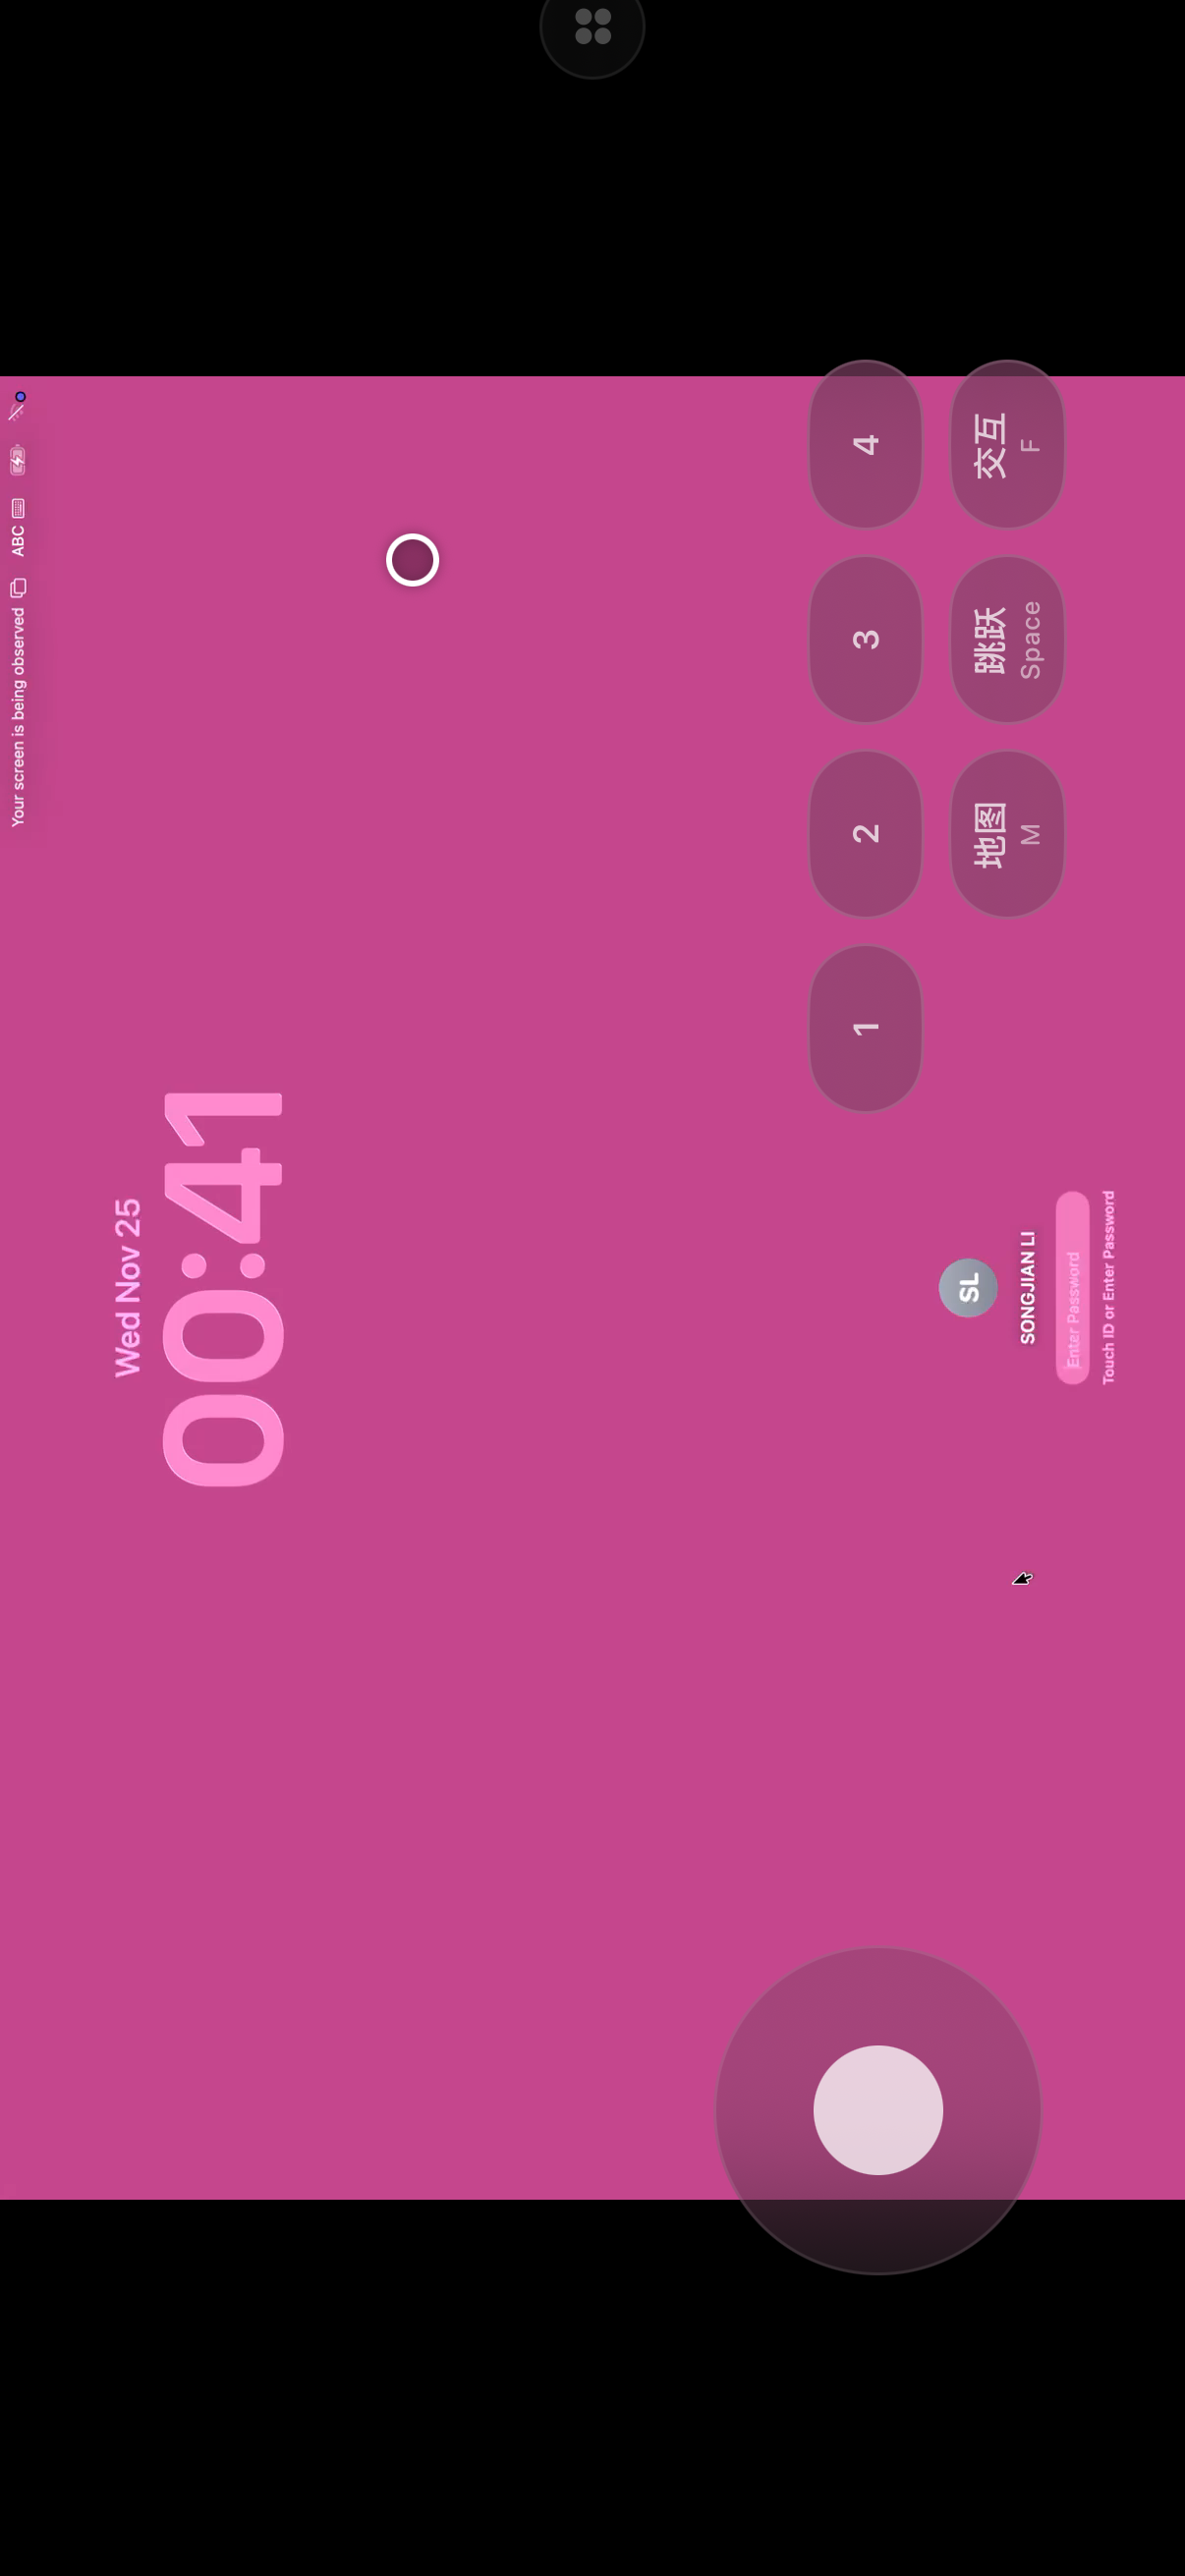 Your screen is being observed
ABC
Wed Nov 25
00:41
4
3
2
1
交互
F
跳跃
Space
地图
M
SL
SONGJIAN LI
Enter Password
Touch ID or Enter Password